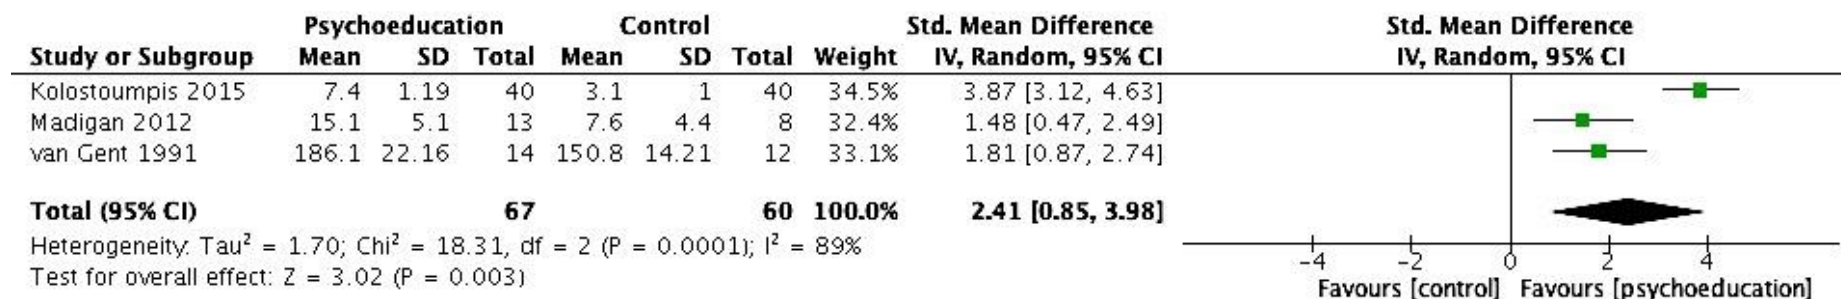 Psychoeducation Control Std. Mean Difference Std. Mean Difference
Study or Subgroup Mean SD Total Mean SD Total Weight IV, Random, 95% CI IV, Random, 95% CI
Kolostoumpis 2015 7.4 1.19 40 3.1 1 40 34.5% 3.87 [3.12, 4.63]
Madigan 2012 15.1 5.1 13 7.6 4.4 8 32.4% 1.48 [0.47, 2.49]
van Gent 1991 186.1 22.16 14 150.8 14.21 12 33.1% 1.81 [0.87, 2.74]
Total (95% CI) 67 60 100.0% 2.41 [0.85, 3.98]
Heterogeneity: Tau² = 1.70; Chi² = 18.31, df = 2 (P = 0.0001); I² = 89%
Test for overall effect: Z = 3.02 (P = 0.003)
-4 -2 0 2 4
Favours [control] Favours [psychoeducation]